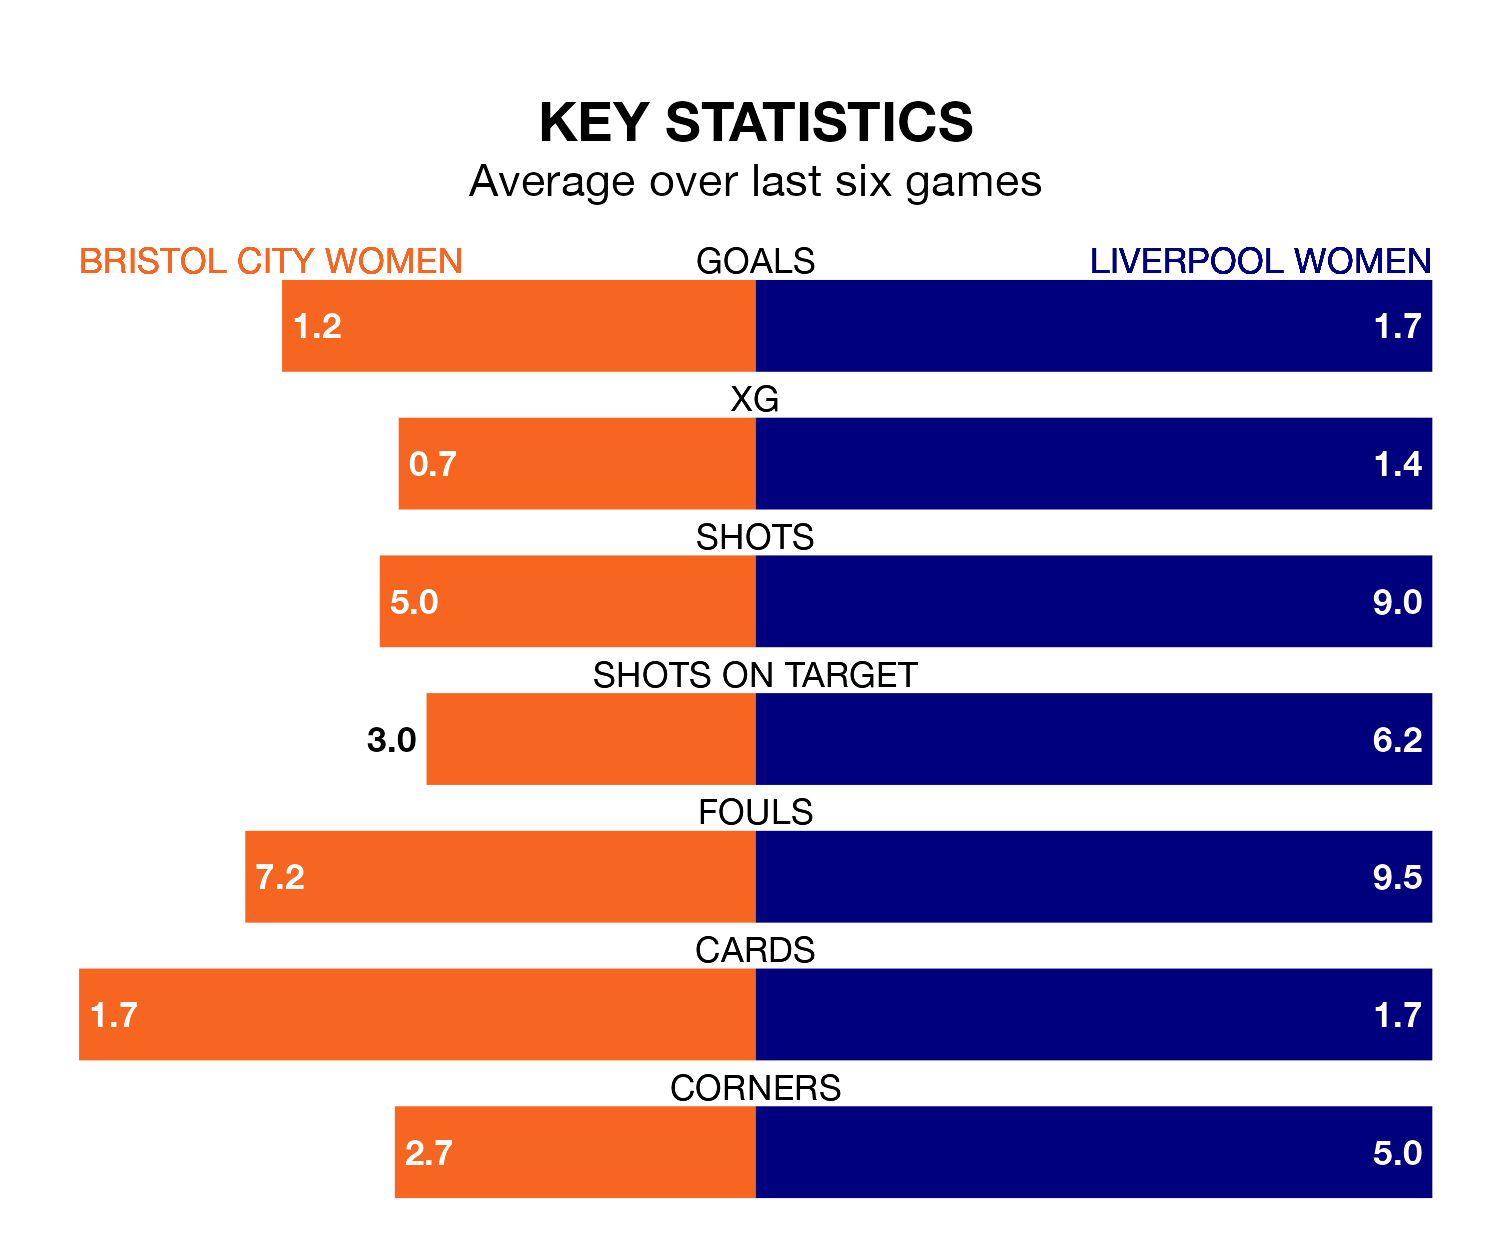 KEY STATISTICS
Average over last six games
BRISTOL CITY WOMEN GOALS LIVERPOOL WOMEN
1.2 1.7
XG
0.7 1.4
SHOTS
5.0 9.0
SHOTS ON TARGET
3.0 6.2
FOULS
7.2 9.5
CARDS
1.7 1.7
CORNERS
2.7 5.0